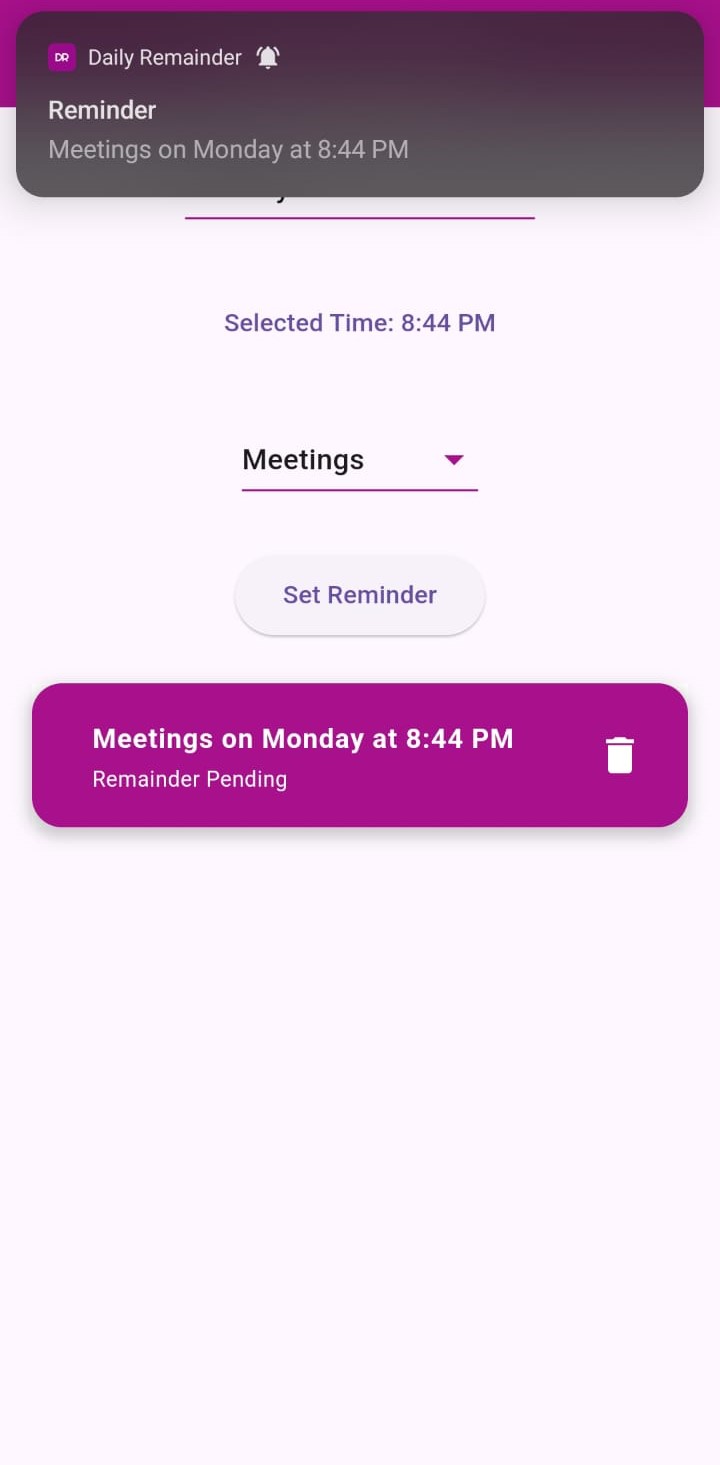 DR Daily Remainder
Reminder
Meetings on Monday at 8:44 PM
Selected Time: 8:44 PM
Meetings
Set Reminder
Meetings on Monday at 8:44 PM
Remainder Pending